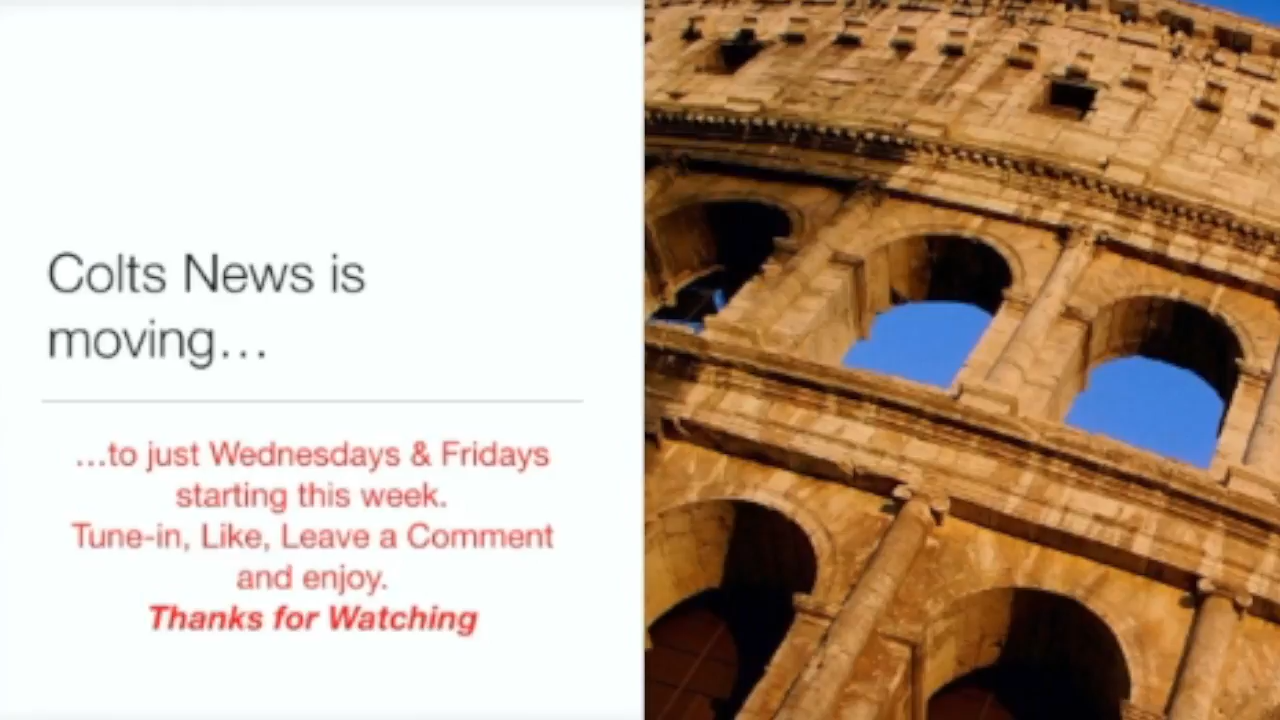 Colts News is
moving…
…to just Wednesdays & Fridays
starting this week.
Tune-in, Like, Leave a Comment
and enjoy.
Thanks for Watching